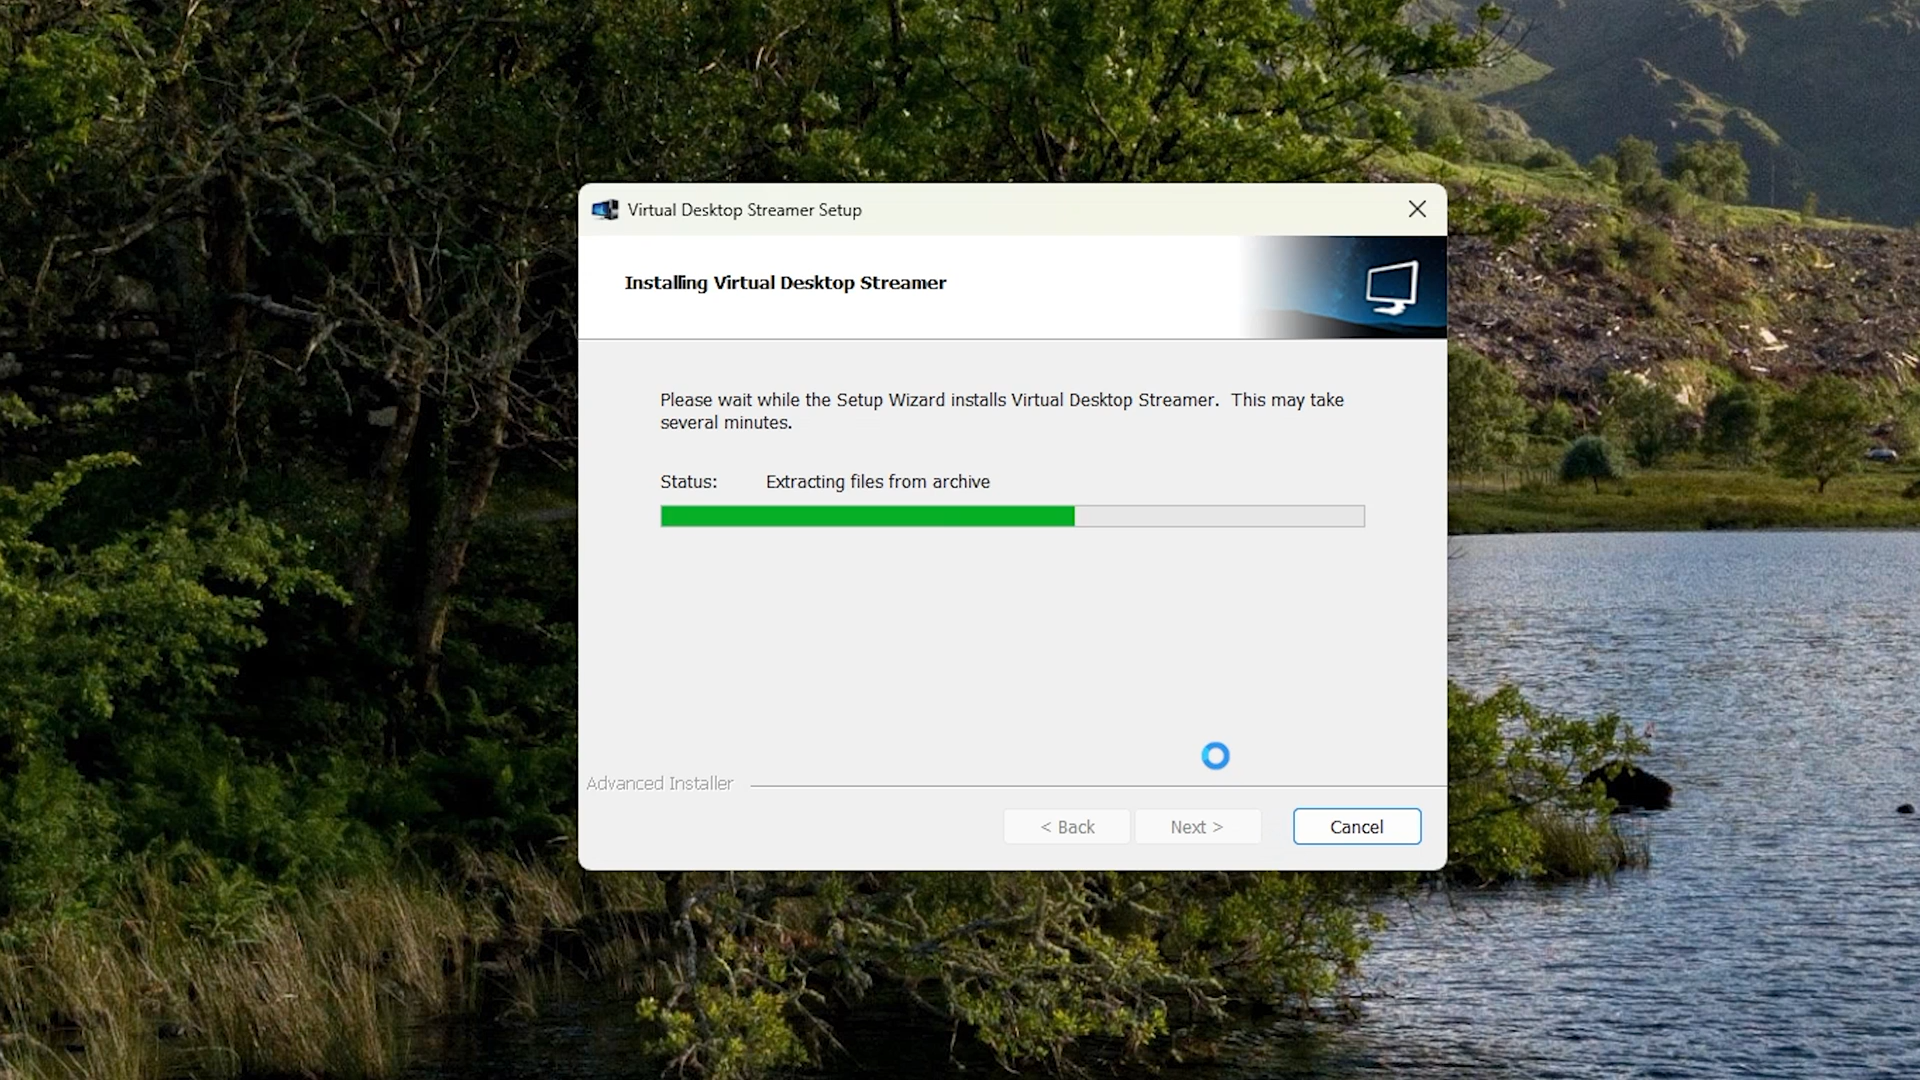 Virtual Desktop Streamer Setup
Installing Virtual Desktop Streamer
Please wait while the Setup Wizard installs Virtual Desktop Streamer.  This may take
several minutes.
Status: Extracting files from archive
Advanced Installer
< Back Next > Cancel